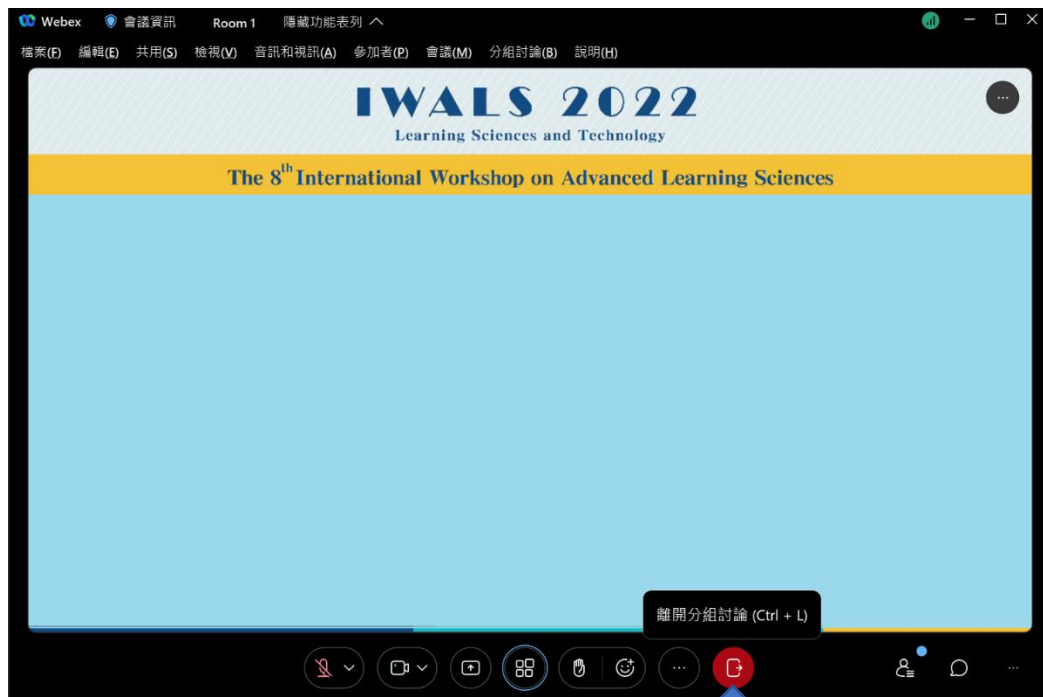 Webex 會議資訊 Room 1 隱藏功能表列
檔案(F) 編輯(E) 共用(S) 檢視(V) 音訊和視訊(A) 參加者(P) 會議(M) 分組討論(B) 說明(H)
IWALS 2022
Learning Sciences and Technology
The 8th International Workshop on Advanced Learning Sciences
離開分組討論 (Ctrl + L)